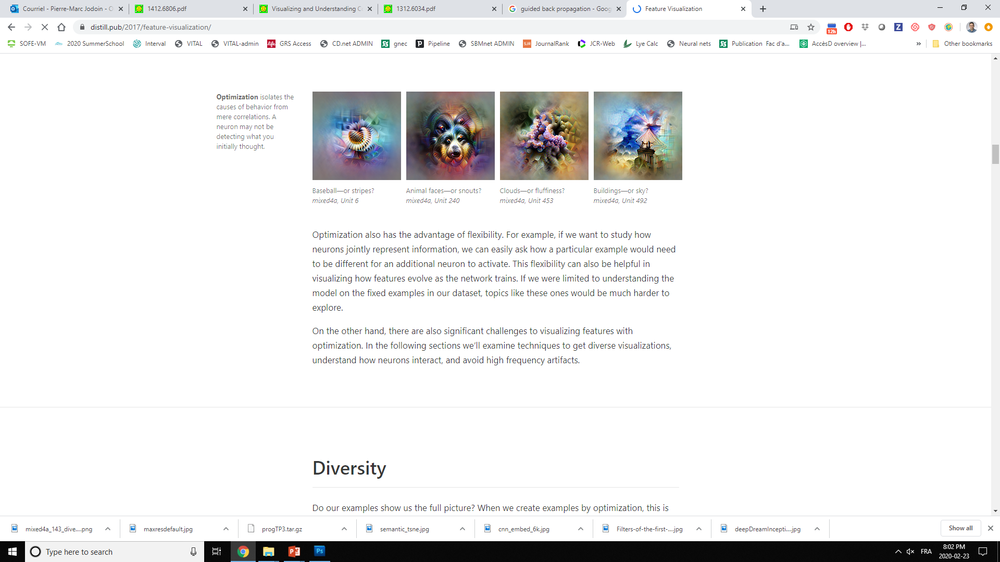 Courriel - Pierre-Marc Jodoin - O
1412.6806.pdf
Visualizing and Understanding C
1312.6034.pdf
guided back propagation - Goog
Feature Visualization
distill.pub/2017/feature-visualization/
12h
Z
SOFE-VM
2020 SummerSchool
Interval
VITAL
VITAL-admin
life
GRS Access
CD.net ADMIN
gnec
P
Pipeline
SBMnet ADMIN
SJR
JournalRank
JCR-Web
Lye Calc
Neural nets
Publication Fac d'a...
AccèsD overview |...
»
Other bookmarks
Optimization isolates the
causes of behavior from
mere correlations. A
neuron may not be
detecting what you
initially thought.
Baseball—or stripes?
mixed4a, Unit 6
Animal faces—or snouts?
mixed4a, Unit 240
Clouds—or fluffiness?
mixed4a, Unit 453
Buildings—or sky?
mixed4a, Unit 492
Optimization also has the advantage of flexibility. For example, if we want to study how
neurons jointly represent information, we can easily ask how a particular example would need
to be different for an additional neuron to activate. This flexibility can also be helpful in
visualizing how features evolve as the network trains. If we were limited to understanding the
model on the fixed examples in our dataset, topics like these ones would be much harder to
explore.
On the other hand, there are also significant challenges to visualizing features with
optimization. In the following sections we’ll examine techniques to get diverse visualizations,
understand how neurons interact, and avoid high frequency artifacts.
Diversity
Do our examples show us the full picture? When we create examples by optimization, this is
mixed4a_143_dive....png
maxresdefault.jpg
progTP3.tar.gz
semantic_tsne.jpg
cnn_embed_6k.jpg
Filters-of-the-first-....jpg
deepDreamIncepti....jpg
Show all
Type here to search
Ps
FRA
8:02 PM
2020-02-23